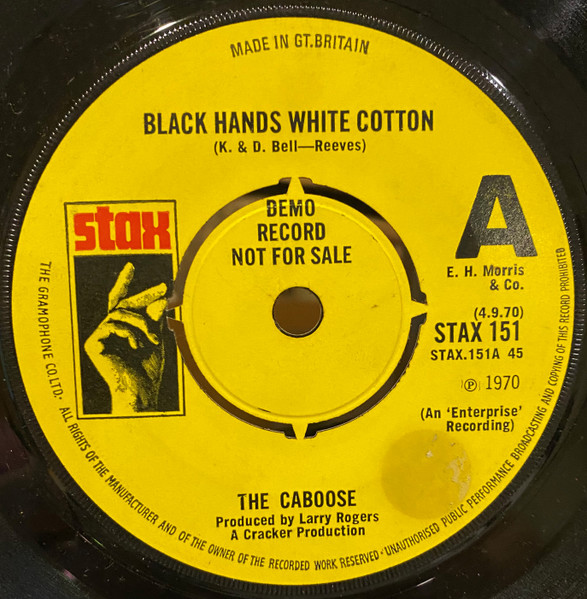 MADE IN GT.BRITAIN
BLACK HANDS WHITE COTTON
(K. & D. Bell—Reeves)
stax
DEMO
RECORD
NOT FOR SALE
A
E. H. Morris
& Co.
(4.9.70)
STAX 151
STAX.151A 45
Ⓟ 1970
(An 'Enterprise'
Recording)
THE CABOOSE
Produced by Larry Rogers
A Cracker Production
THE GRAMOPHONE CO.LTD. ALL RIGHTS OF THE MANUFACTURER AND OF THE OWNER OF THE RECORDED WORK RESERVED · UNAUTHORISED PUBLIC PERFORMANCE BROADCASTING AND COPYING OF THIS RECORD PROHIBITED